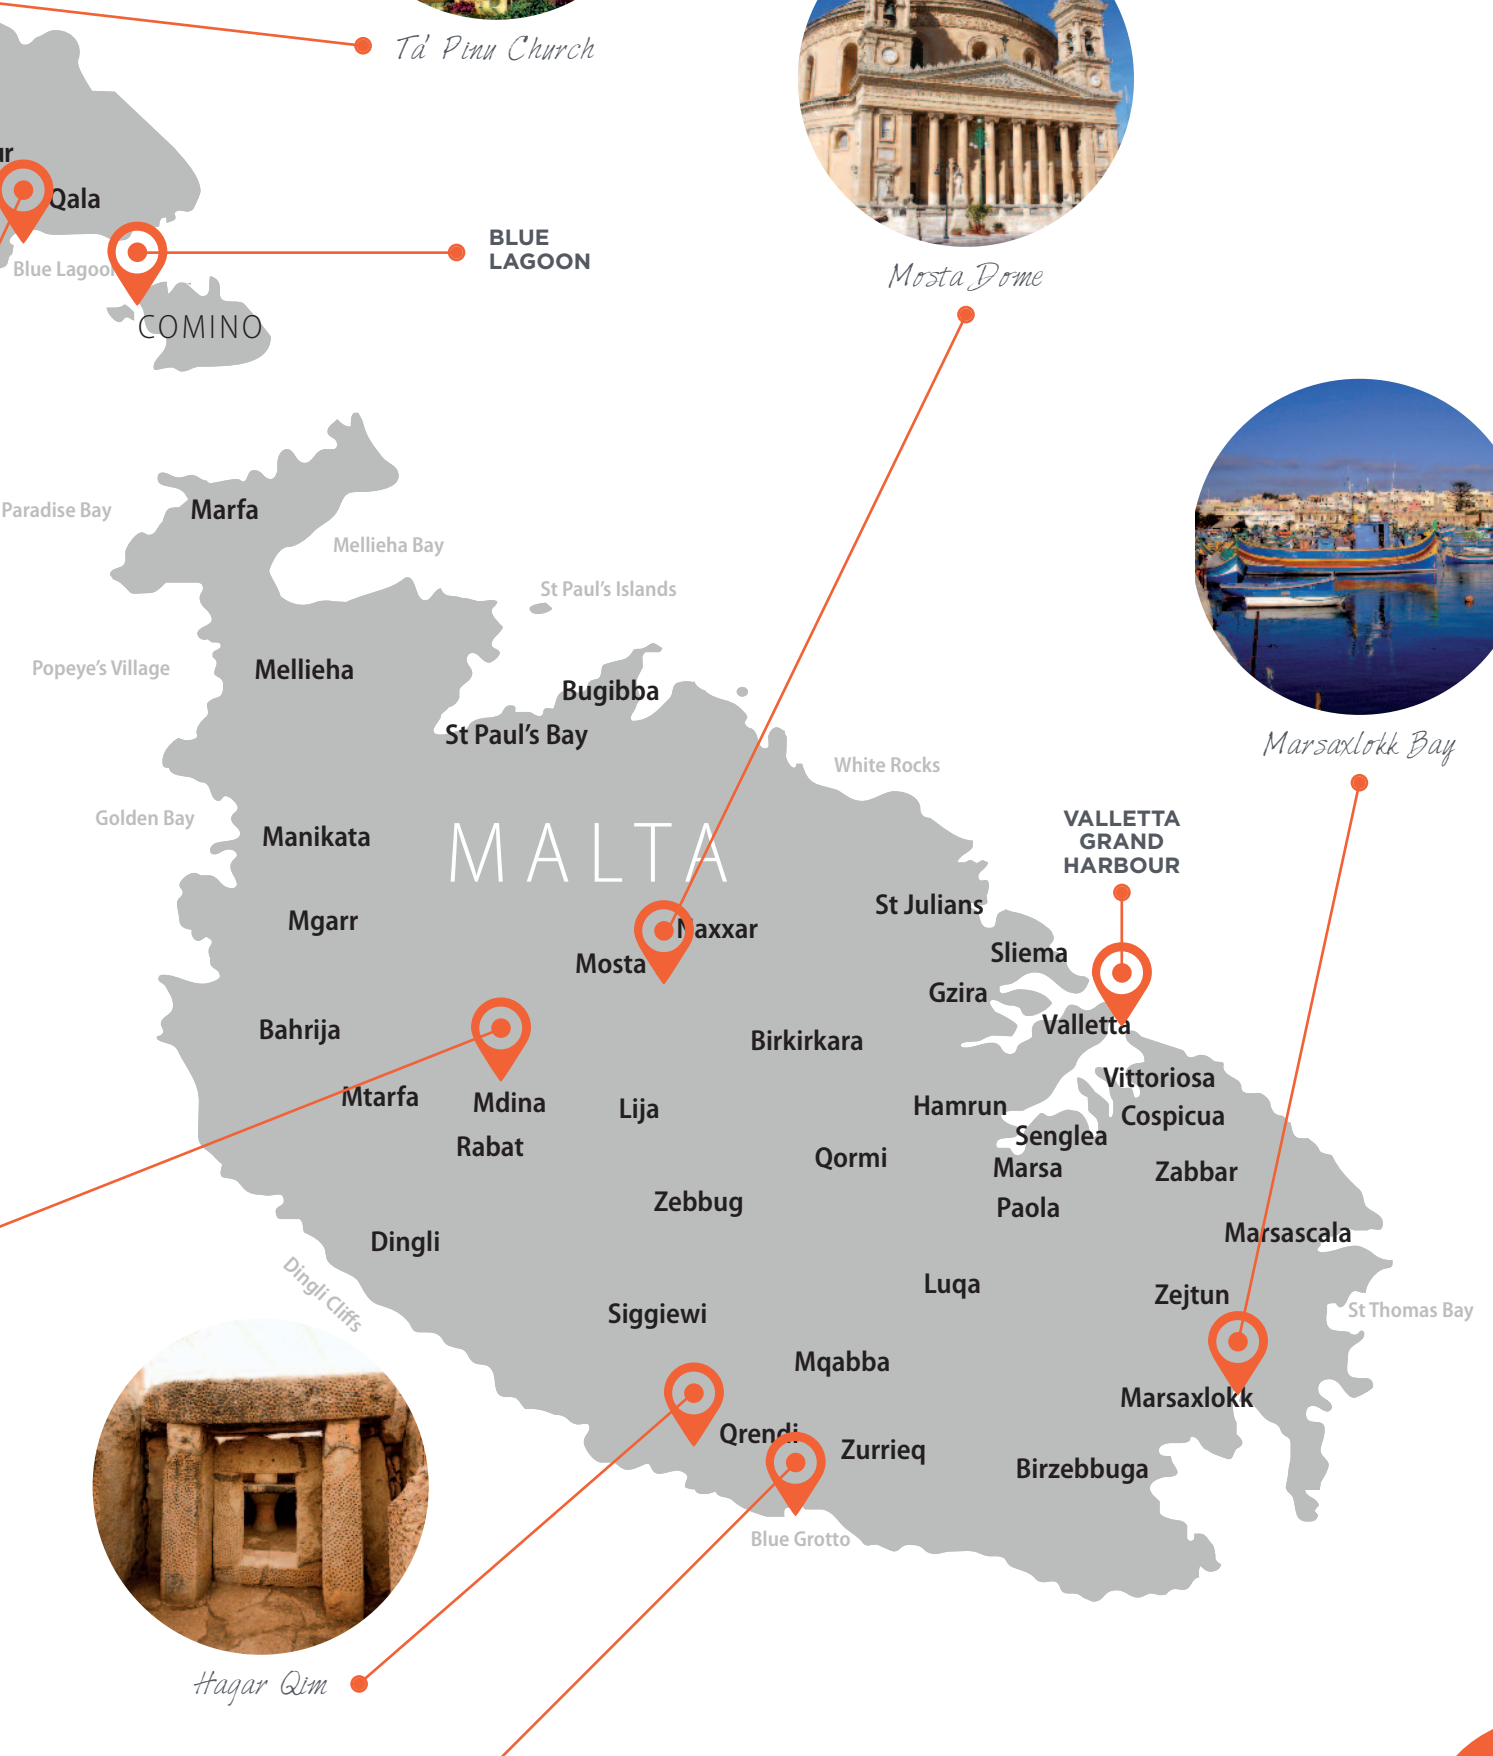 Ta' Pinu Church
Qala
Blue Lagoon
BLUE
LAGOON
COMINO
Mosta Dome
Paradise Bay
Marfa
Mellieha Bay
St Paul's Islands
Popeye's Village
Mellieha
Bugibba
St Paul's Bay
Marsaxlokk Bay
White Rocks
Golden Bay
Manikata
MALTA
VALLETTA
GRAND
HARBOUR
Mgarr
Naxxar
St Julians
Mosta
Sliema
Gzira
Bahrija
Birkirkara
Valletta
Mtarfa
Mdina
Lija
Hamrun
Vittoriosa
Cospicua
Rabat
Senglea
Qormi
Marsa
Zabbar
Zebbug
Paola
Dingli
Marsascala
Dingli Cliffs
Luqa
Zejtun
Siggiewi
St Thomas Bay
Mqabba
Marsaxlokk
Qrendi
Zurrieq
Birzebbuga
Blue Grotto
Hagar Qim